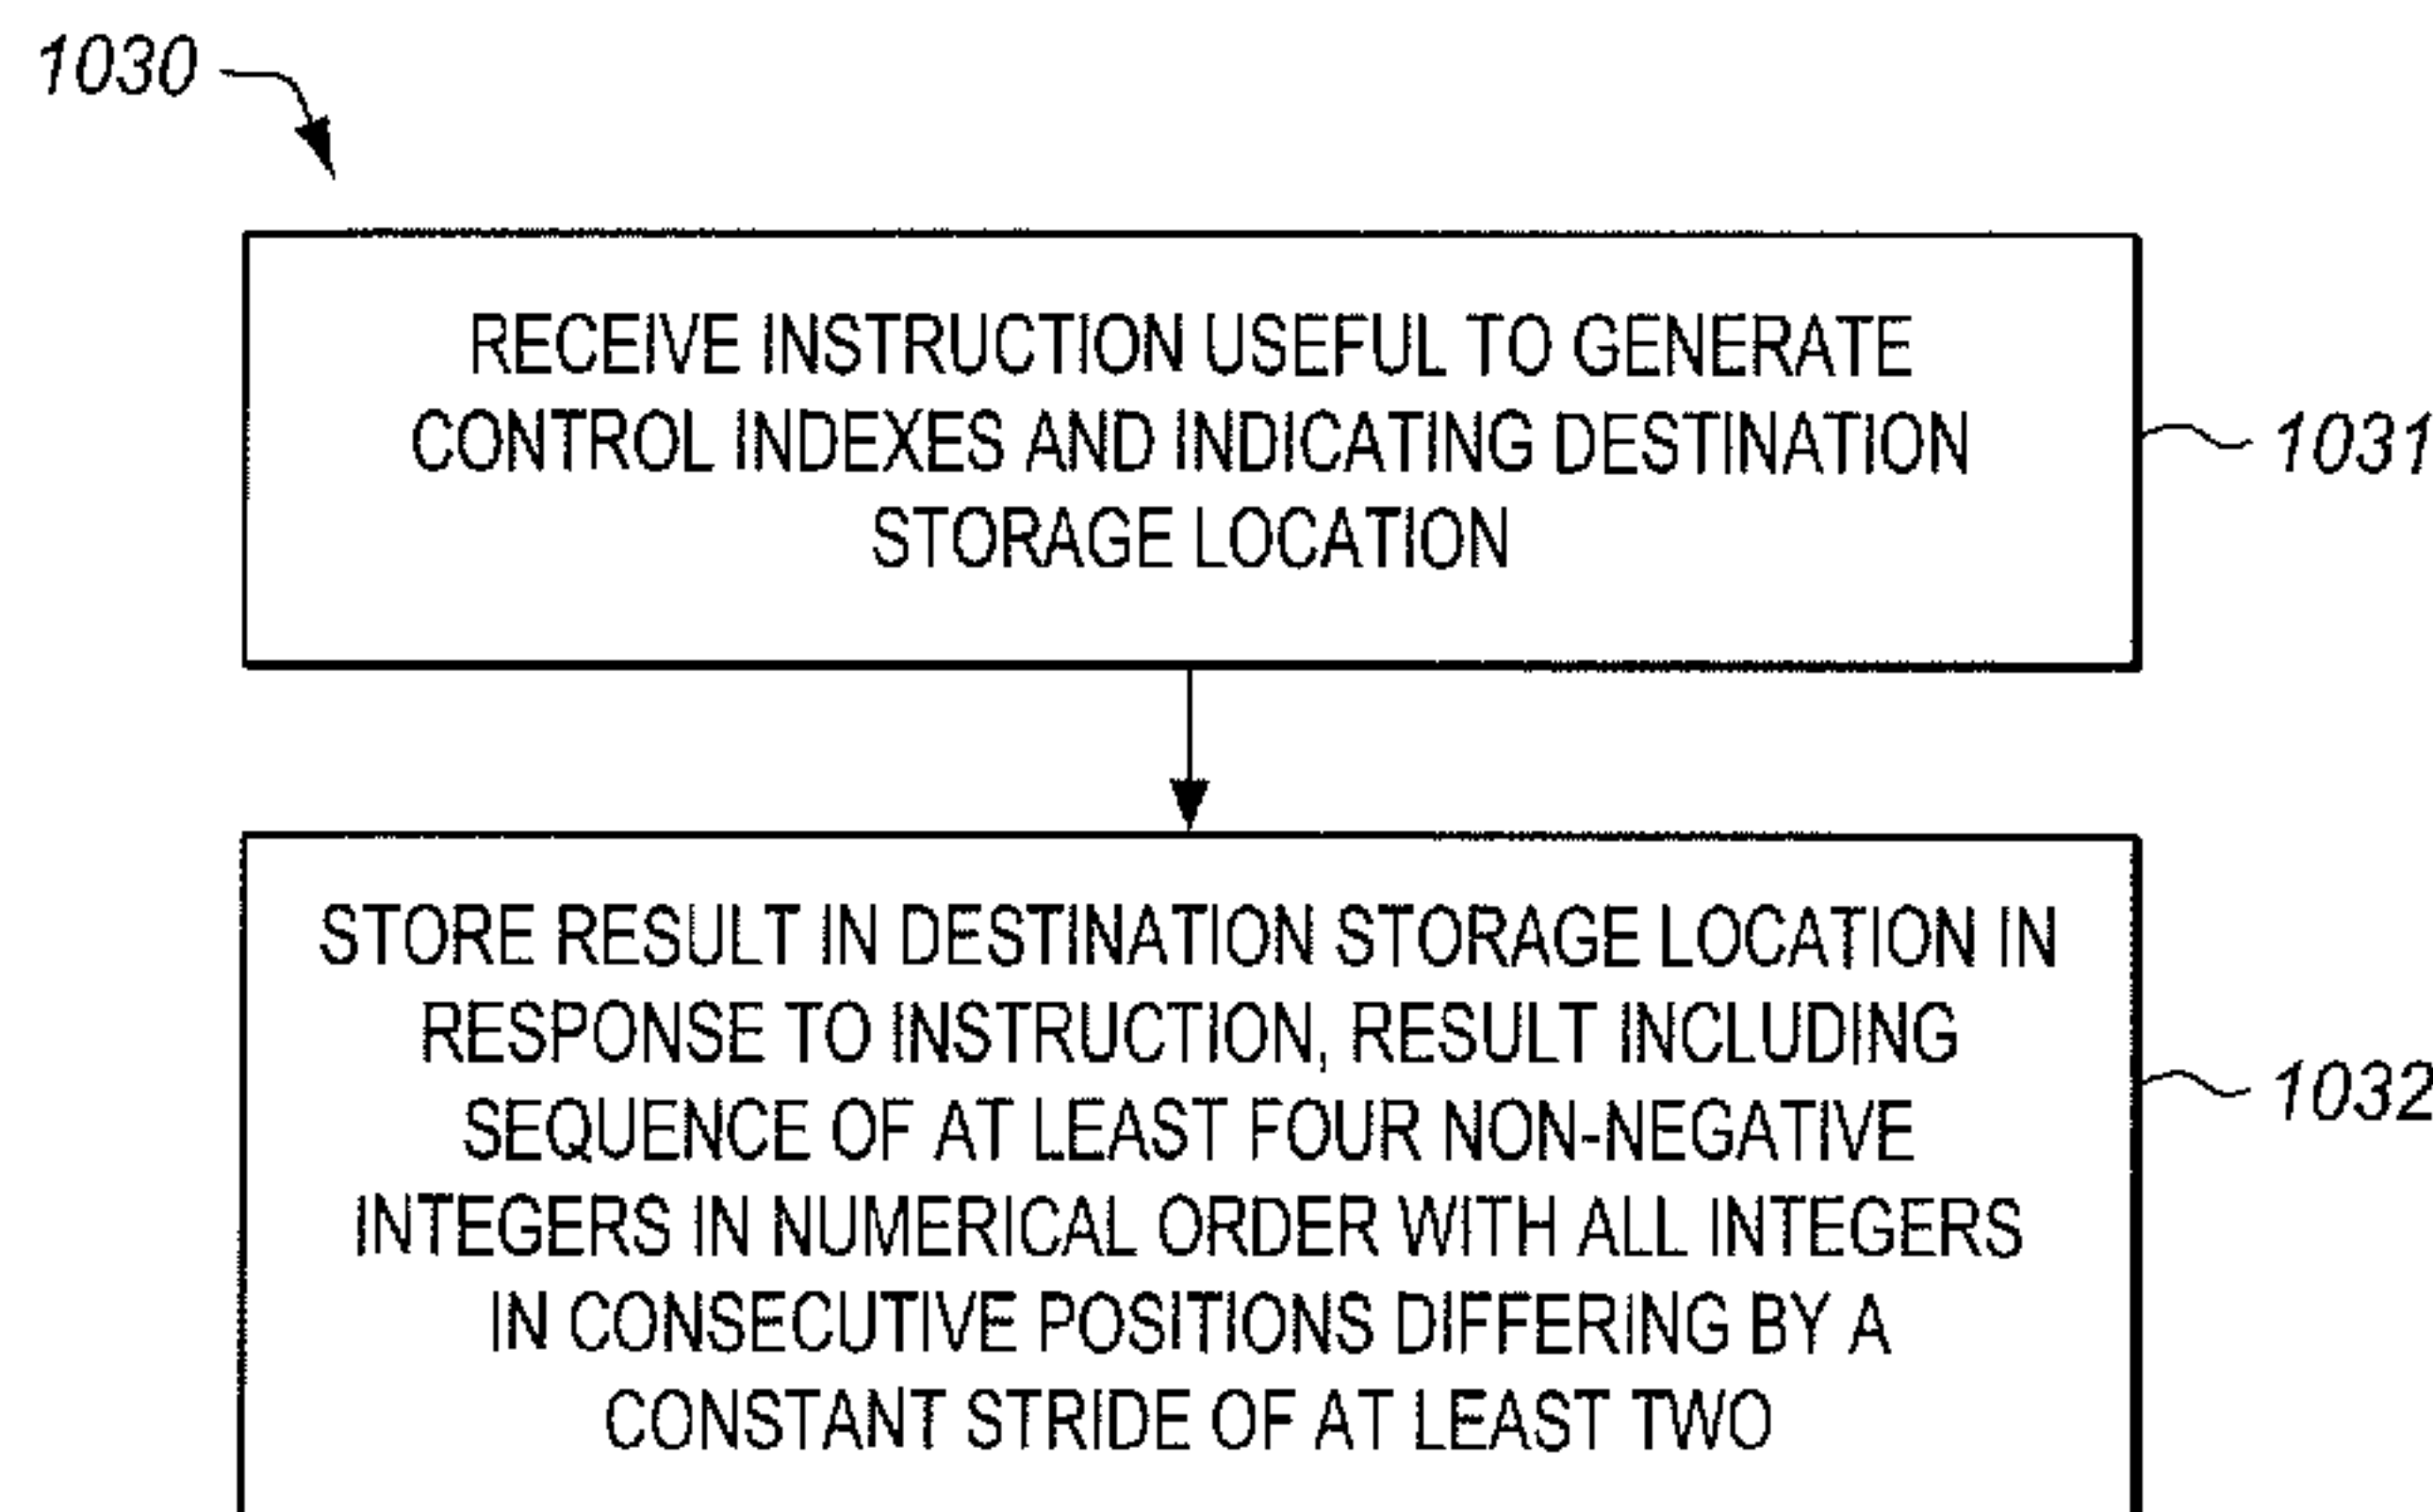 1030
RECEIVE INSTRUCTION USEFUL TO GENERATE
CONTROL INDEXES AND INDICATING DESTINATION
STORAGE LOCATION
1031
STORE RESULT IN DESTINATION STORAGE LOCATION IN
RESPONSE TO INSTRUCTION, RESULT INCLUDING
SEQUENCE OF AT LEAST FOUR NON-NEGATIVE
INTEGERS IN NUMERICAL ORDER WITH ALL INTEGERS
IN CONSECUTIVE POSITIONS DIFFERING BY A
CONSTANT STRIDE OF AT LEAST TWO
1032